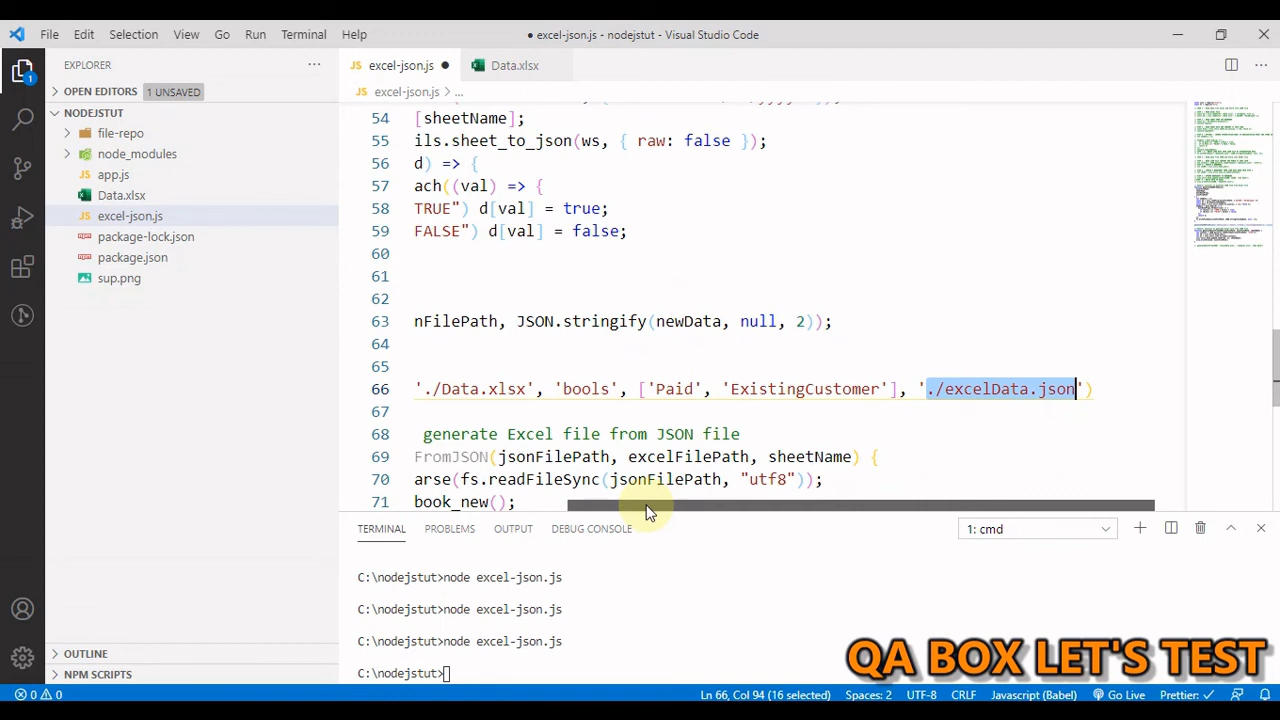 File Edit Selection View Go Run Terminal Help
● excel-json.js - nodejstut - Visual Studio Code
EXPLORER
1
OPEN EDITORS 1 UNSAVED
NODEJSTUT
file-repo
node_modules
JS app.js
Data.xlsx
JS excel-json.js
package-lock.json
package.json
sup.png
OUTLINE
NPM SCRIPTS
JS excel-json.js ●
Data.xlsx
JS excel-json.js > ...
54 [sheetName];
55 ils.sheet_to_json(ws, { raw: false });
56 d) => {
57 ach((val) => {
58 TRUE") d[val] = true;
59 FALSE") d[val] = false;
60
61
62
63 nFilePath, JSON.stringify(newData, null, 2));
64
65
66 './Data.xlsx', 'bools', ['Paid', 'ExistingCustomer'], './excelData.json')
67
68 generate Excel file from JSON file
69 FromJSON(jsonFilePath, excelFilePath, sheetName) {
70 arse(fs.readFileSync(jsonFilePath, "utf8"));
71 book_new();
TERMINAL PROBLEMS OUTPUT DEBUG CONSOLE
1: cmd
C:\nodejstut>node excel-json.js
C:\nodejstut>node excel-json.js
C:\nodejstut>node excel-json.js
C:\nodejstut>
QA BOX LET'S TEST
0 0
Ln 66, Col 94 (16 selected) Spaces: 2 UTF-8 CRLF Javascript (Babel) Go Live Prettier: ✓